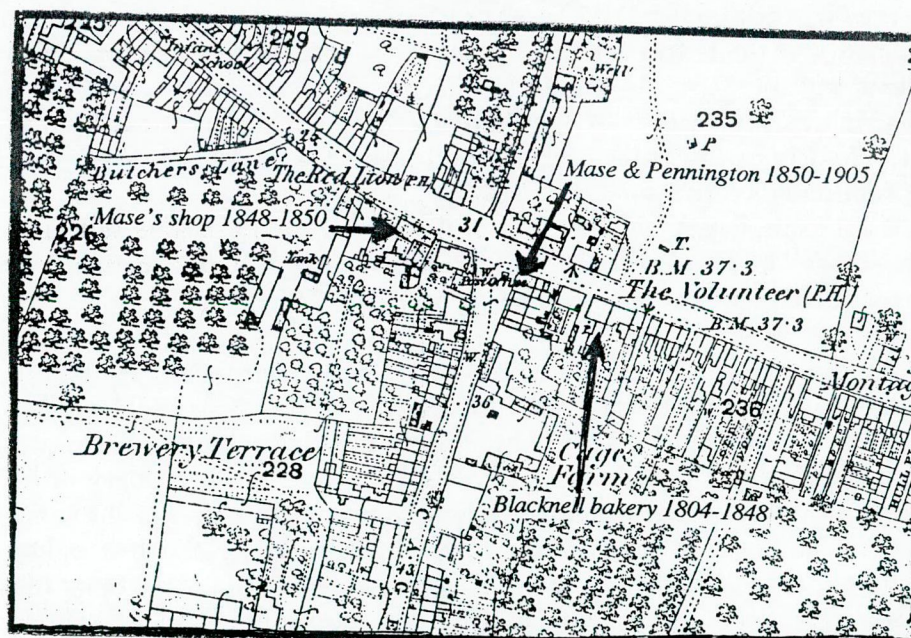 229
Infant
School
Well
235
P
Butchers Lane
The Red Lion P.H.
Mase & Pennington 1850-1905
31
Mase's shop 1848-1850
226
Tank
T.
B.M. 37·3
The Volunteer (P.H.)
B.M. 37·3
W
36
236
Brewery Terrace
228
Cage
Farm
Blacknell bakery 1804-1848